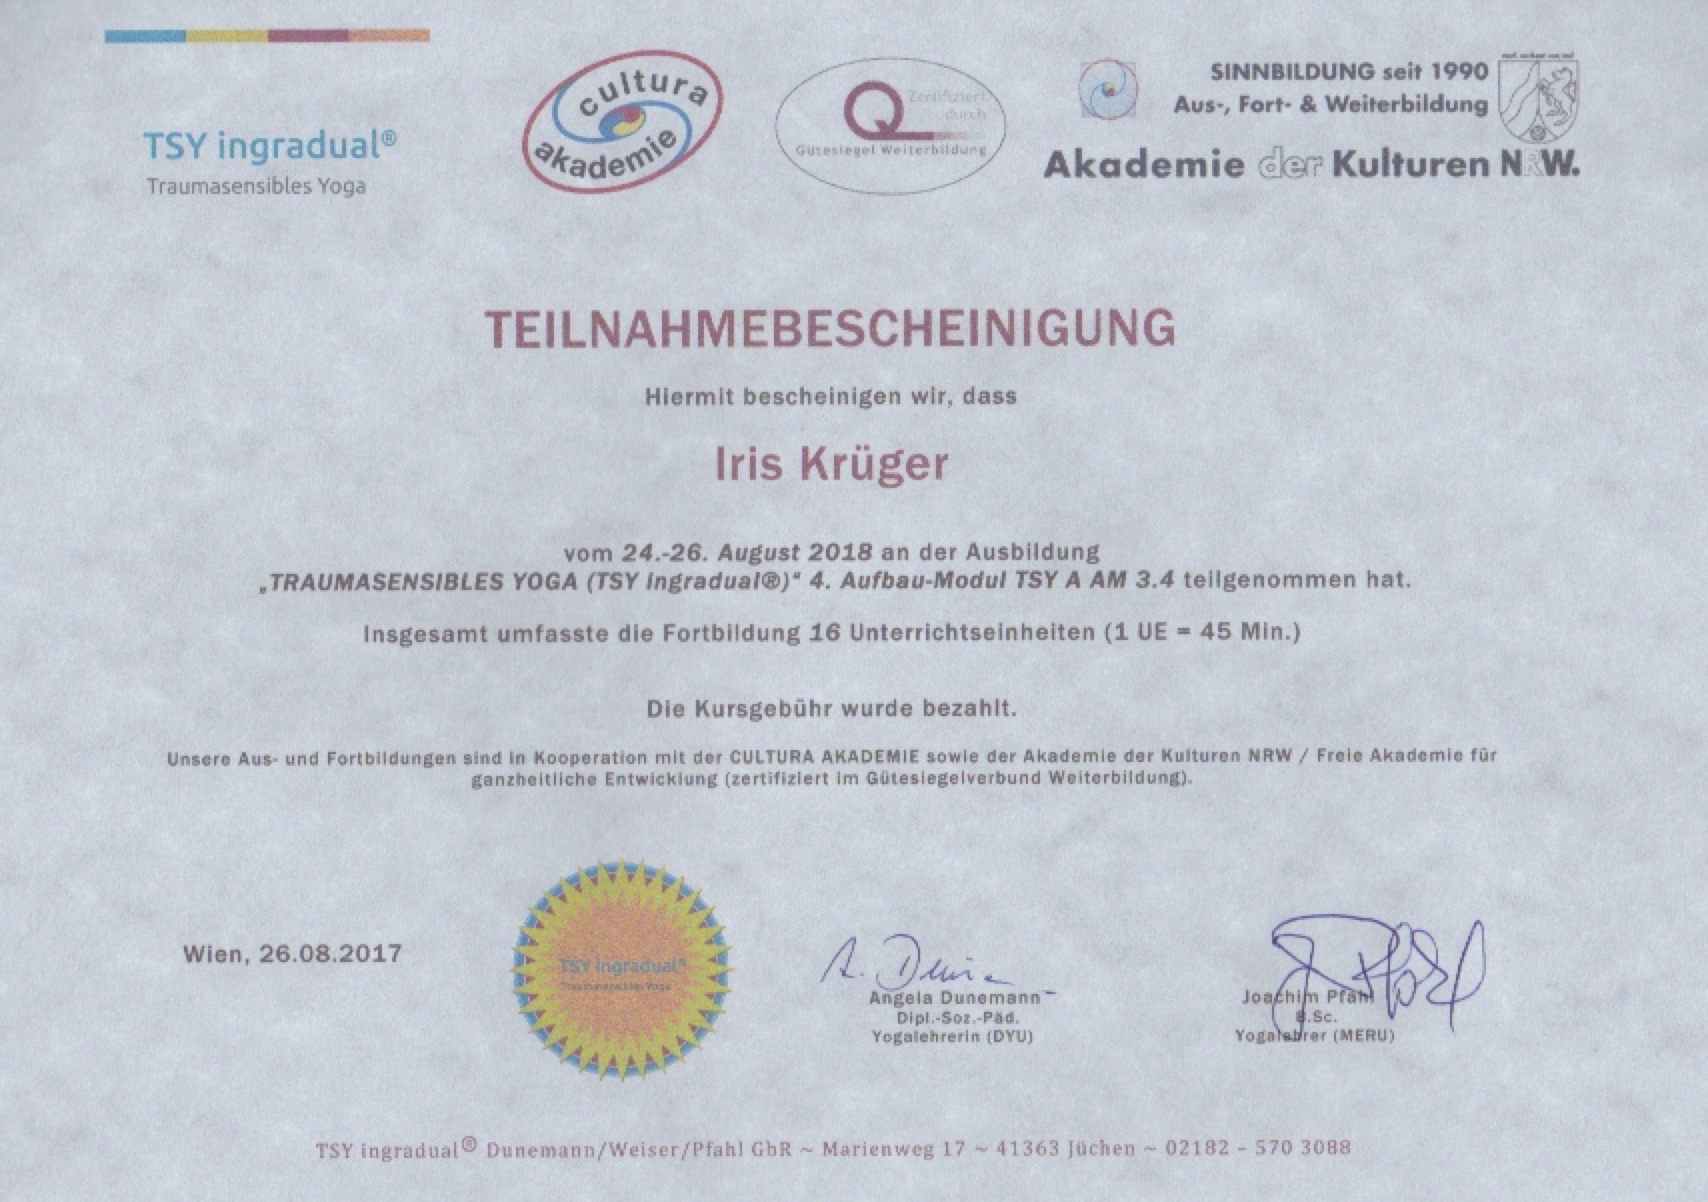 TSY ingradual®
Traumasensibles Yoga
cultura
akademie
Zertifiziert
durch
Gütesiegel Weiterbildung
SINNBILDUNG seit 1990
Aus-, Fort- & Weiterbildung
Akademie der Kulturen NRW.
TEILNAHMEBESCHEINIGUNG
Hiermit bescheinigen wir, dass
Iris Krüger
vom 24.-26. August 2018 an der Ausbildung
„TRAUMASENSIBLES YOGA (TSY ingradual®)“ 4. Aufbau-Modul TSY A AM 3.4 teilgenommen hat.
Insgesamt umfasste die Fortbildung 16 Unterrichtseinheiten (1 UE = 45 Min.)
Die Kursgebühr wurde bezahlt.
Unsere Aus- und Fortbildungen sind in Kooperation mit der CULTURA AKADEMIE sowie der Akademie der Kulturen NRW / Freie Akademie für
ganzheitliche Entwicklung (zertifiziert im Gütesiegelverbund Weiterbildung).
Wien, 26.08.2017
TSY ingradual®
Traumasensibles Yoga
Angela Dunemann
Dipl.-Soz.-Päd.
Yogalehrerin (DYU)
Joachim Pfahl
B.Sc.
Yogalehrer (MERU)
TSY ingradual® Dunemann/Weiser/Pfahl GbR ~ Marienweg 17 ~ 41363 Jüchen ~ 02182 - 570 3088